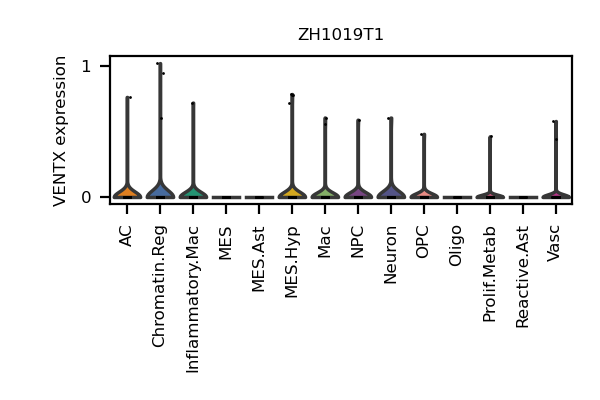 ZH1019T1
VENTX expression
1
0
AC
Chromatin.Reg
Inflammatory.Mac
MES
MES.Ast
MES.Hyp
Mac
NPC
Neuron
OPC
Oligo
Prolif.Metab
Reactive.Ast
Vasc